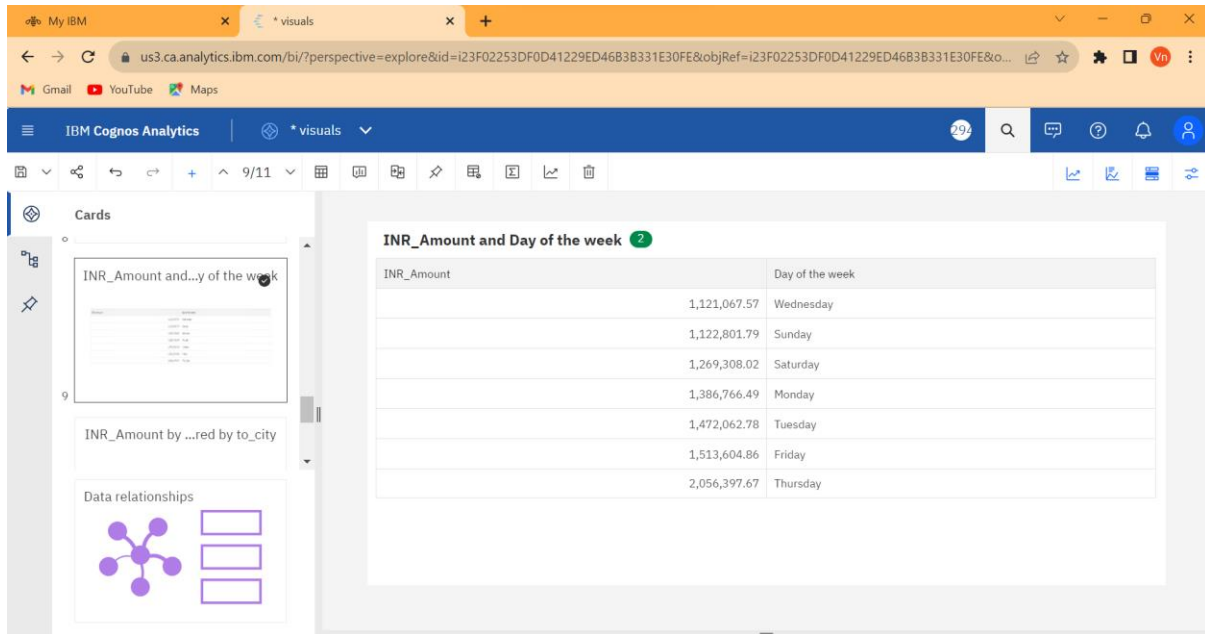 My IBM
* visuals
us3.ca.analytics.ibm.com/bi/?perspective=explore&id=i23F02253DF0D41229ED46B3B331E30FE&objRef=i23F02253DF0D41229ED46B3B331E30FE&o...
Vn
Gmail YouTube Maps
IBM Cognos Analytics * visuals 294
9/11
Cards
INR_Amount and...y of the week
9
INR_Amount by ...red by to_city
Data relationships
INR_Amount and Day of the week 2
INR_Amount Day of the week
1,121,067.57 Wednesday
1,122,801.79 Sunday
1,269,308.02 Saturday
1,386,766.49 Monday
1,472,062.78 Tuesday
1,513,604.86 Friday
2,056,397.67 Thursday